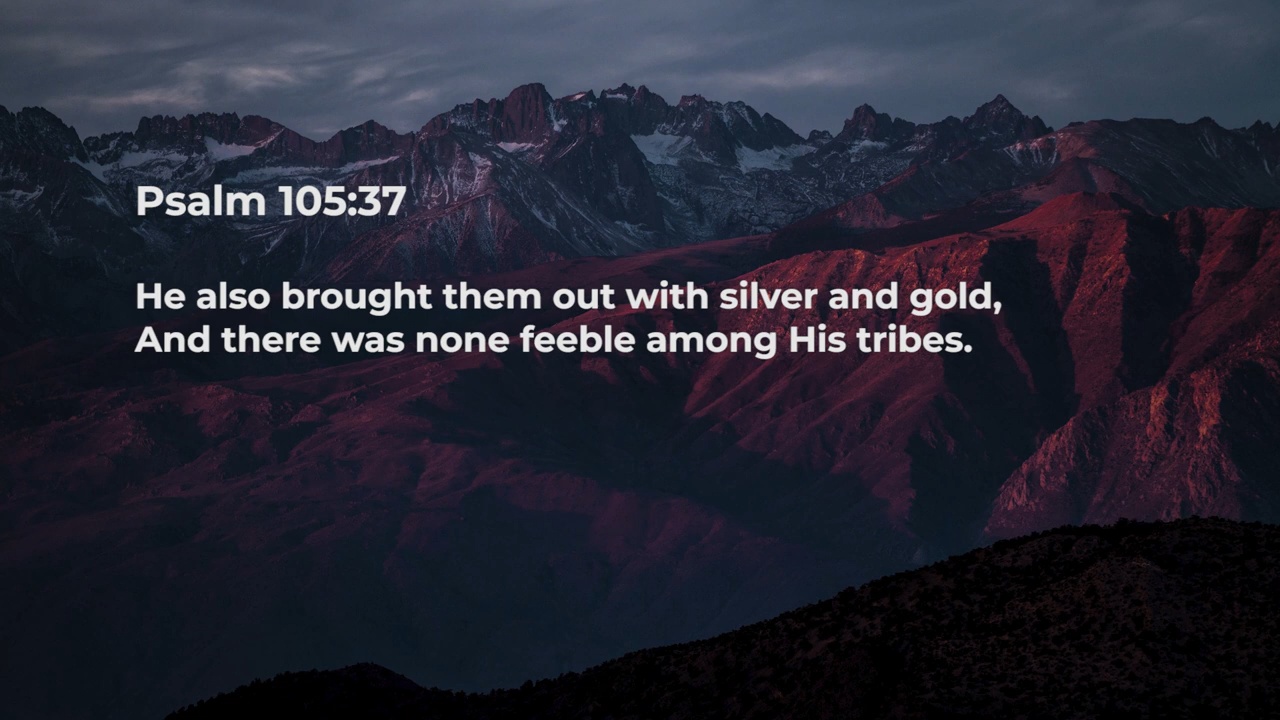 Psalm 105:37
He also brought them out with silver and gold,
And there was none feeble among His tribes.